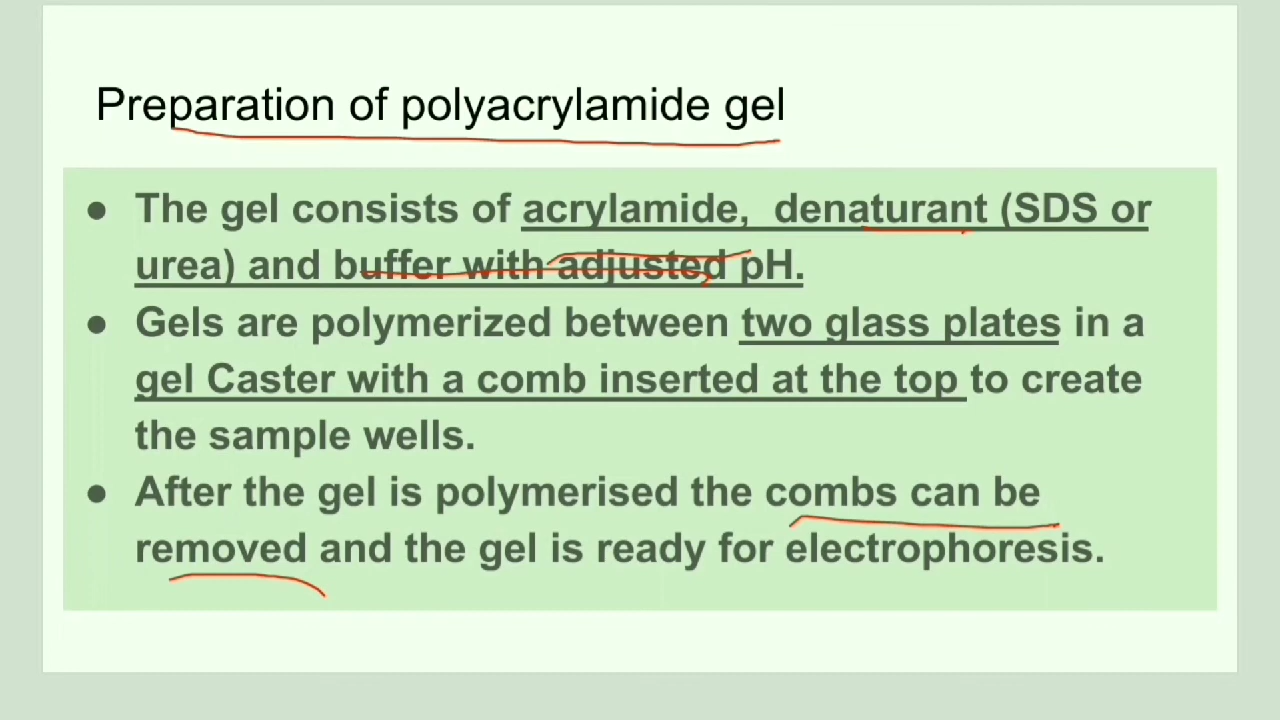 Preparation of polyacrylamide gel
● The gel consists of acrylamide, denaturant (SDS or
urea) and buffer with adjusted pH.
● Gels are polymerized between two glass plates in a
gel Caster with a comb inserted at the top to create
the sample wells.
● After the gel is polymerised the combs can be
removed and the gel is ready for electrophoresis.